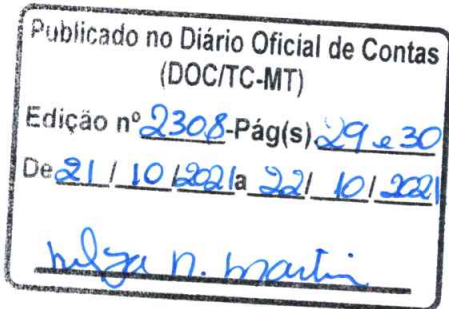 Publicado no Diário Oficial de Contas
(DOC/TC-MT)
Edição nº 2308-Pág(s) 29 e 30
De 21 / 10 /2021 a 22/ 10 / 2021
n. martin